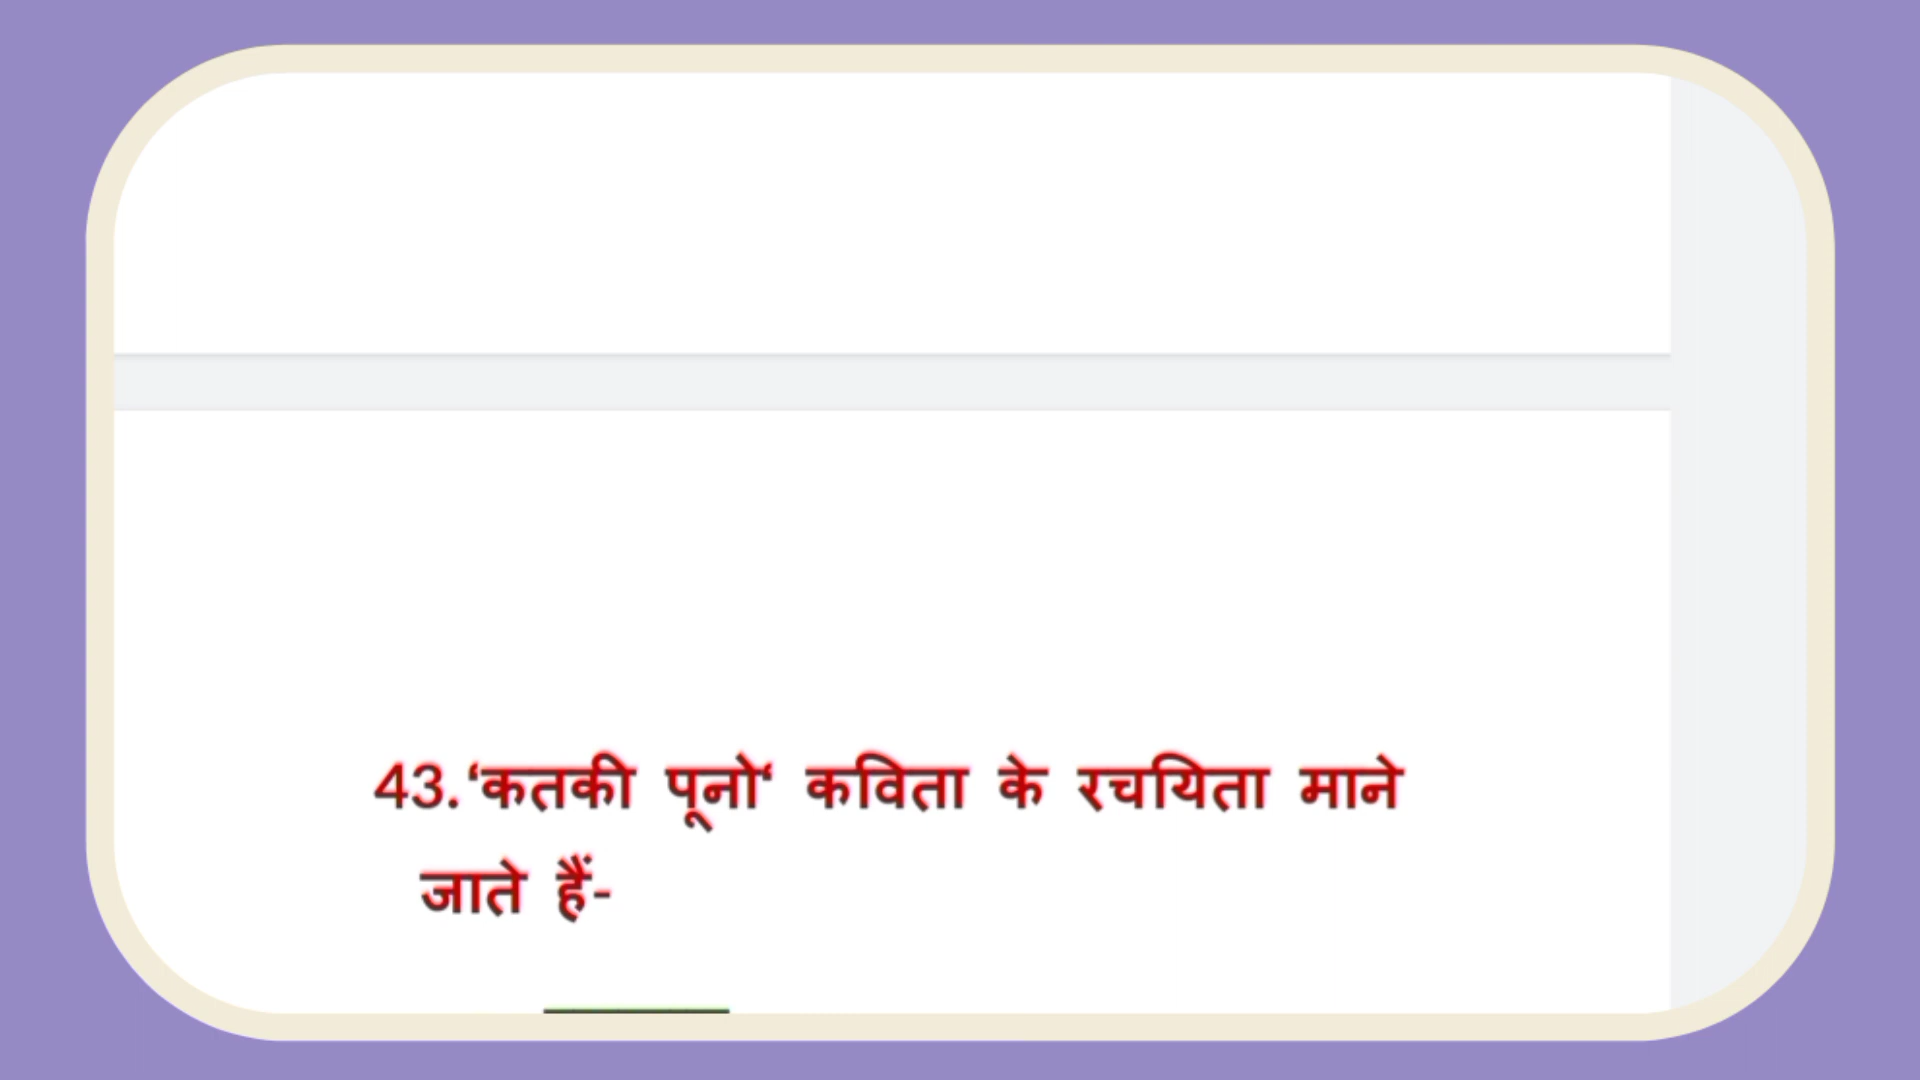 43.‘कतकी पूनो‘ कविता के रचयिता माने
जाते हैं-